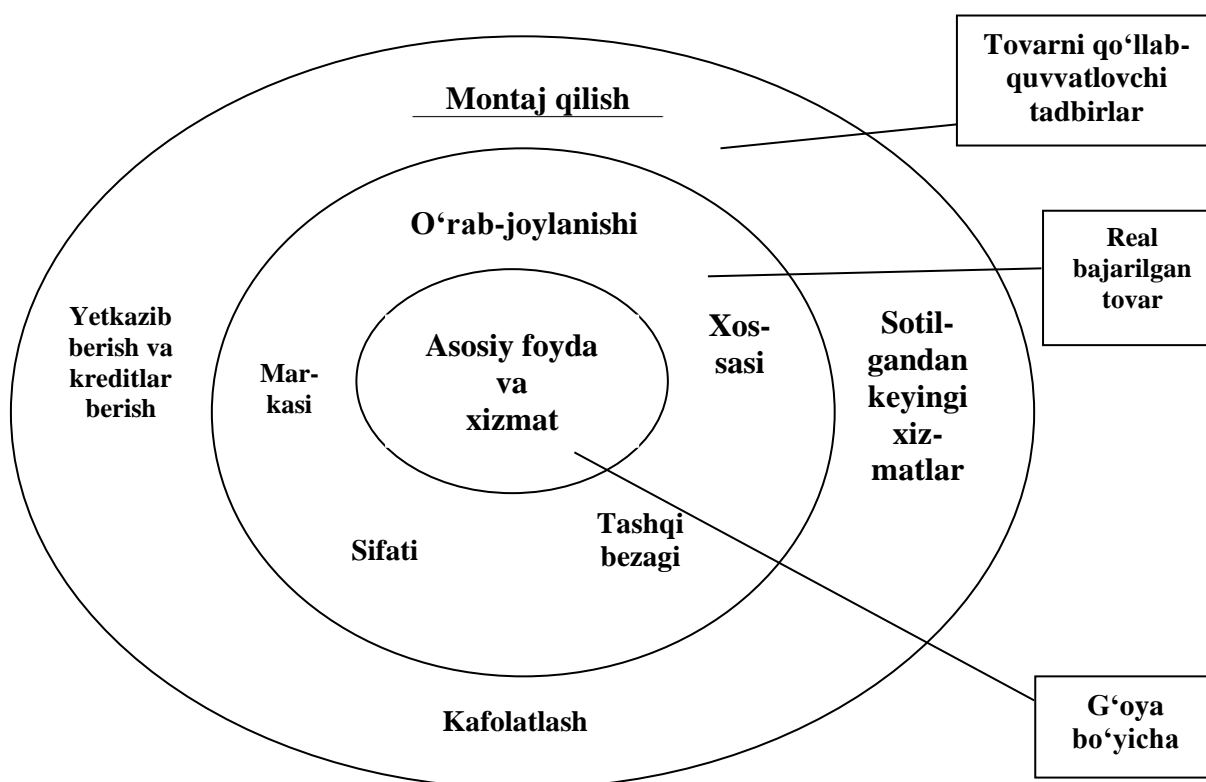 Tovarni qo‘llab-
quvvatlovchi
tadbirlar
Montaj qilish
O‘rab-joylanishi
Real
bajarilgan
tovar
Yetkazib
berish va
kreditlar
berish
Mar-
kasi
Asosiy foyda
va
xizmat
Xos-
sasi
Sotil-
gandan
keyingi
xiz-
matlar
Sifati
Tashqi
bezagi
Kafolatlash
G‘oya
bo‘yicha